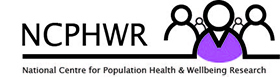 NCPHWR
National Centre for Population Health & Wellbeing Research